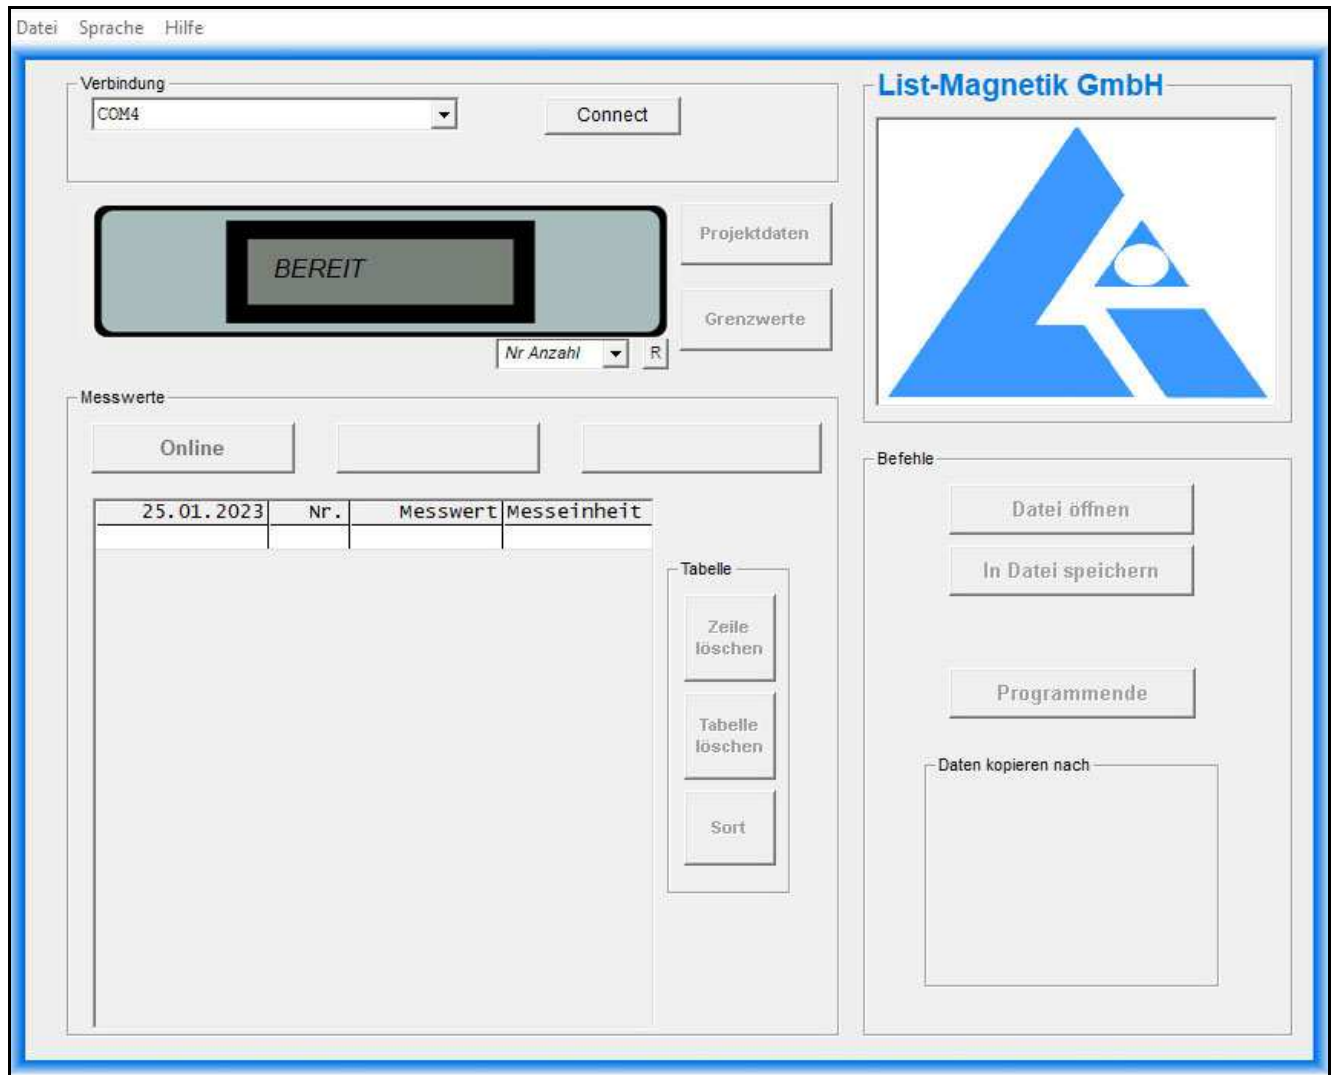 Datei Sprache Hilfe
Verbindung
COM4
Connect
List-Magnetik GmbH
BEREIT
Projektdaten
Grenzwerte
Nr Anzahl
R
Messwerte
Online
25.01.2023 Nr. Messwert Messeinheit
Tabelle
Zeile
löschen
Tabelle
löschen
Sort
Befehle
Datei öffnen
In Datei speichern
Programmende
Daten kopieren nach